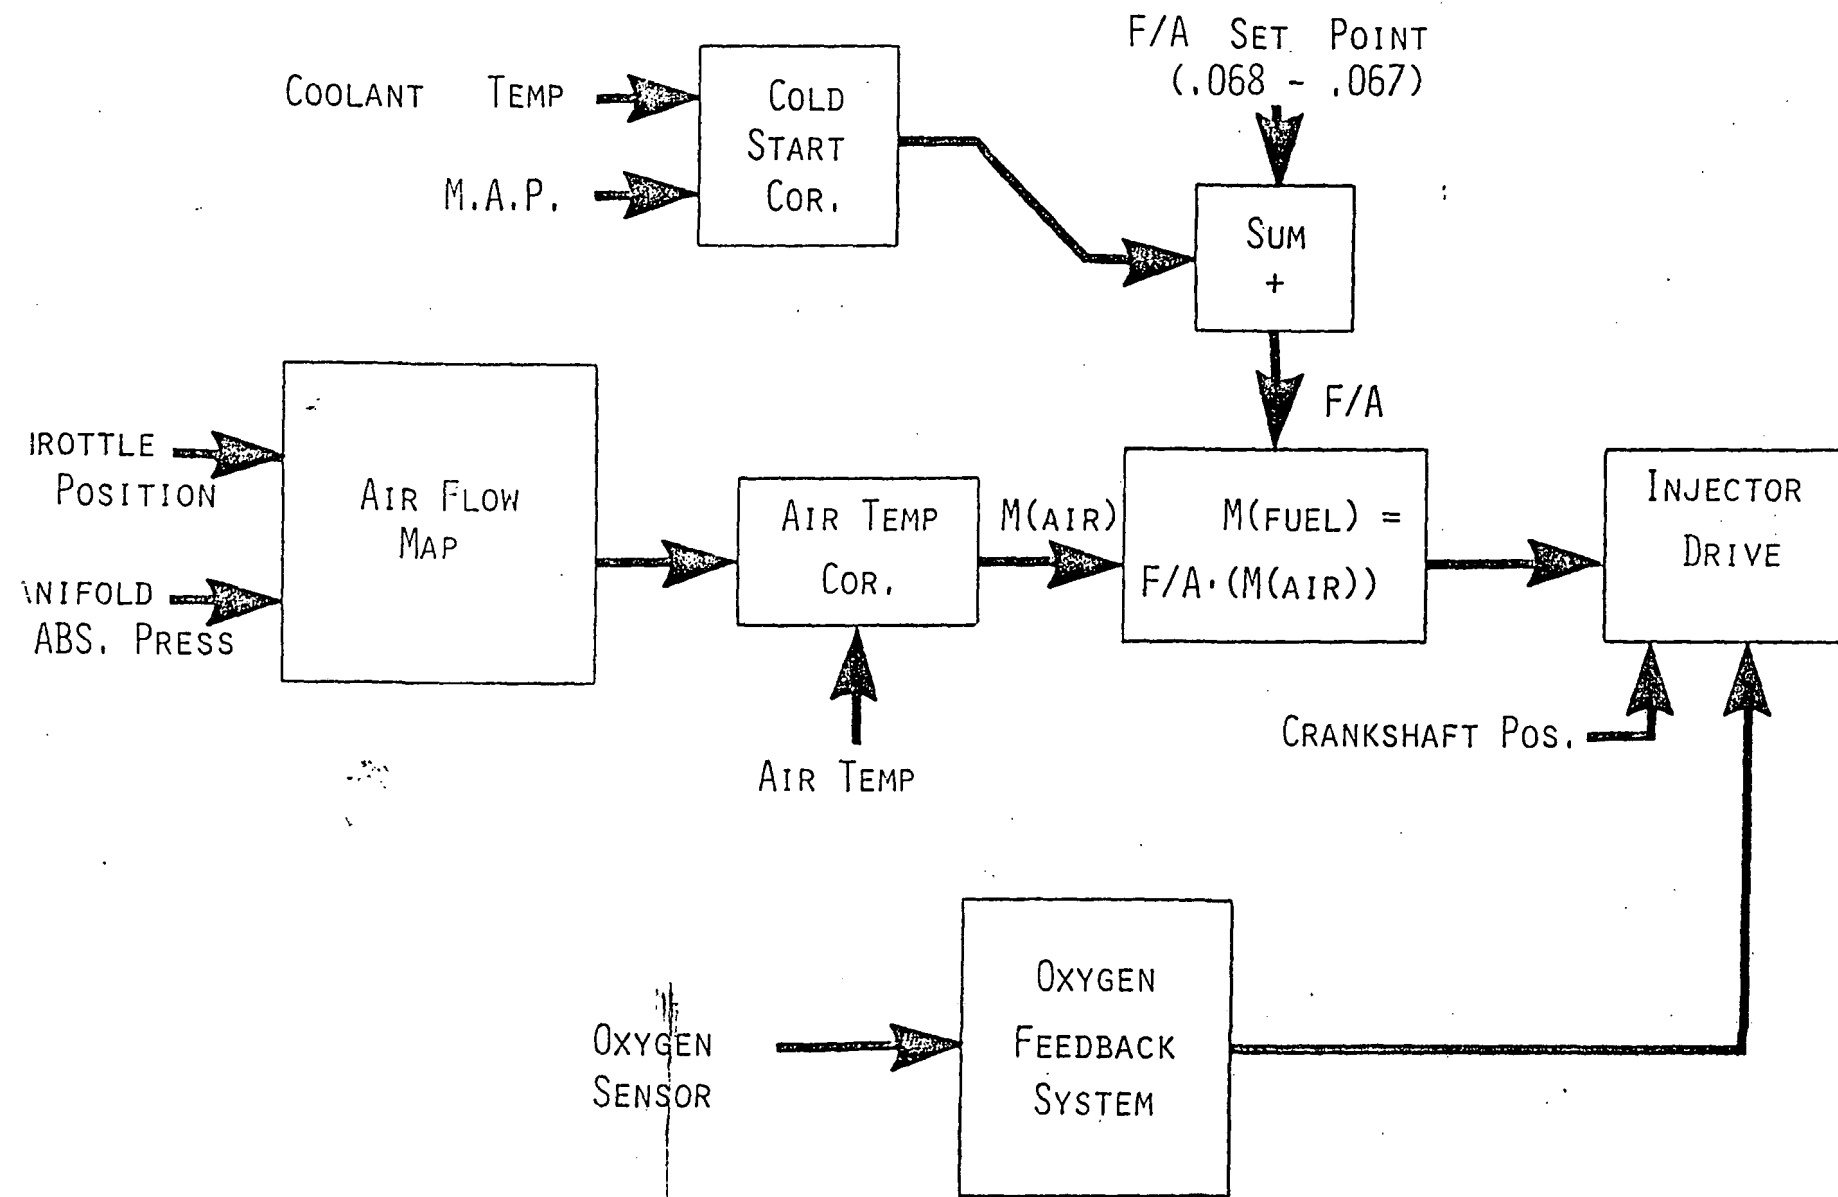 F/A SET POINT
(.068 - .067)
COOLANT TEMP
COLD
START
COR.
M.A.P.
SUM
+
F/A
IROTTLE
POSITION
AIR FLOW
MAP
NIFOLD
ABS. PRESS
AIR TEMP
COR.
M(AIR)
M(FUEL) =
F/A·(M(AIR))
INJECTOR
DRIVE
AIR TEMP
CRANKSHAFT POS.
OXYGEN
SENSOR
OXYGEN
FEEDBACK
SYSTEM